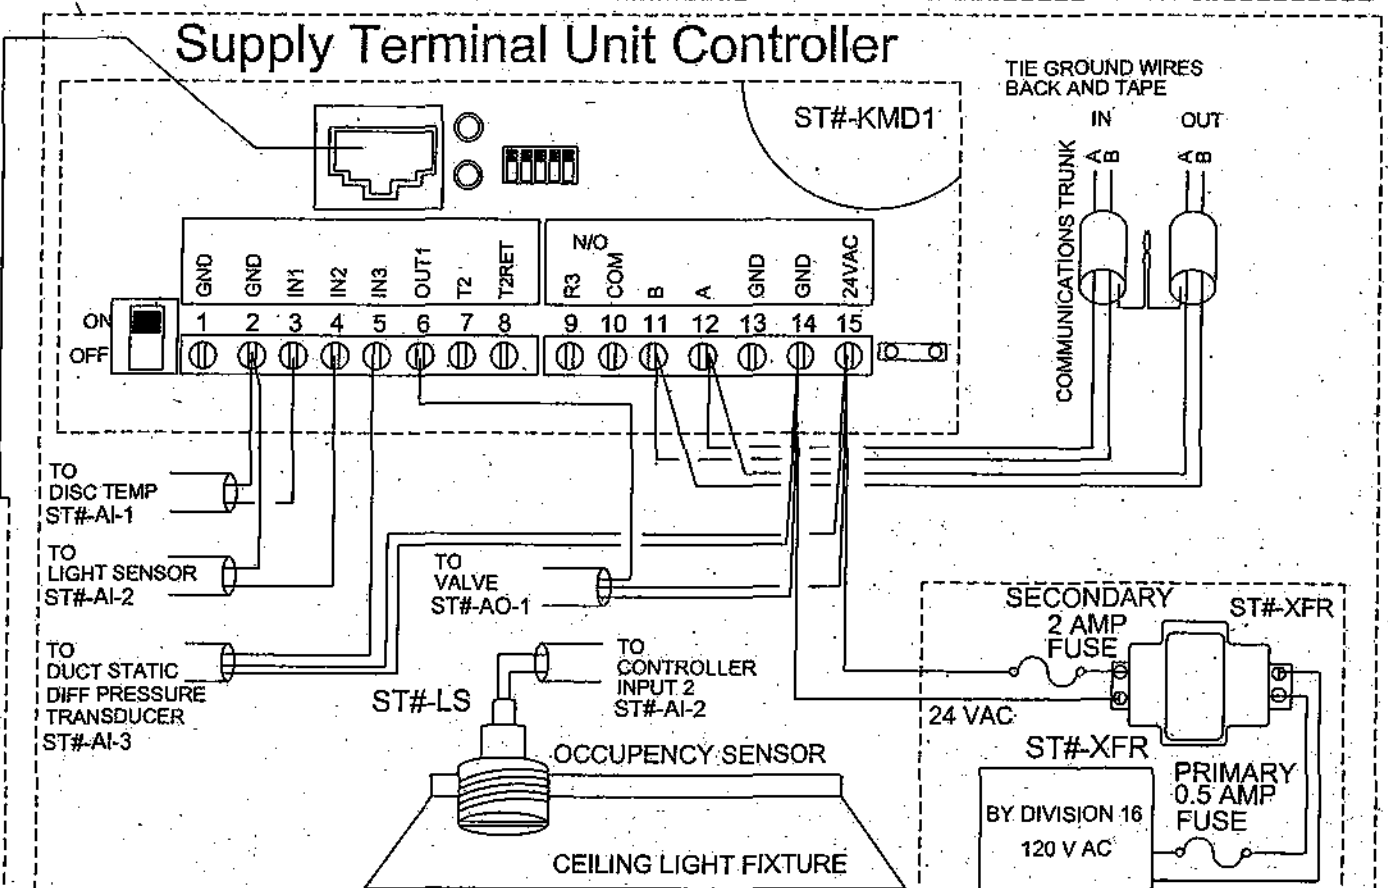 Supply Terminal Unit Controller
TIE GROUND WIRES
BACK AND TAPE
IN OUT
A B A B
COMMUNICATIONS TRUNK
ST#-KMD1
N/O
GND GND IN1 IN2 IN3 OUT1 T2 T2RET R3 COM B A GND GND 24VAC
1 2 3 4 5 6 7 8 9 10 11 12 13 14 15
ON
OFF
TO
DISC TEMP
ST#-AI-1
TO
LIGHT SENSOR
ST#-AI-2
TO
VALVE
ST#-AO-1
TO
DUCT STATIC
DIFF PRESSURE
TRANSDUCER
ST#-AI-3
TO
CONTROLLER
INPUT 2
ST#-AI-2
ST#-LS
OCCUPENCY SENSOR
CEILING LIGHT FIXTURE
SECONDARY
2 AMP
FUSE
ST#-XFR
24 VAC
ST#-XFR
PRIMARY
0.5 AMP
FUSE
BY DIVISION 16
120 V AC